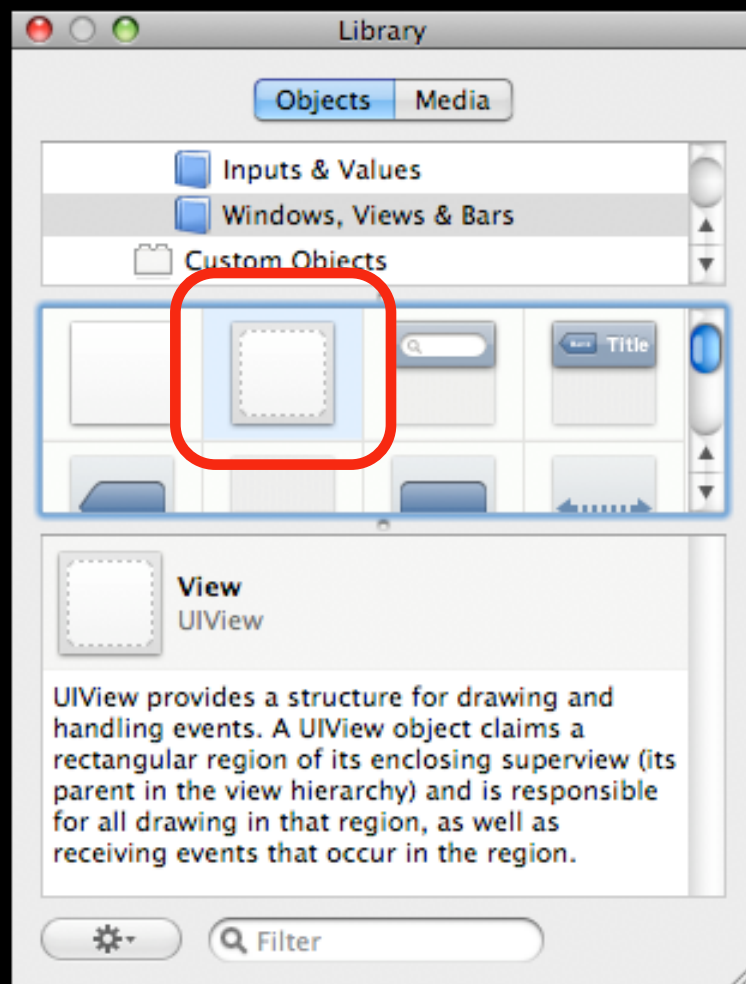 Library
Objects Media
Inputs & Values
Windows, Views & Bars
Custom Objects
Title
View
UIView
UIView provides a structure for drawing and
handling events. A UIView object claims a
rectangular region of its enclosing superview (its
parent in the view hierarchy) and is responsible
for all drawing in that region, as well as
receiving events that occur in the region.
Filter